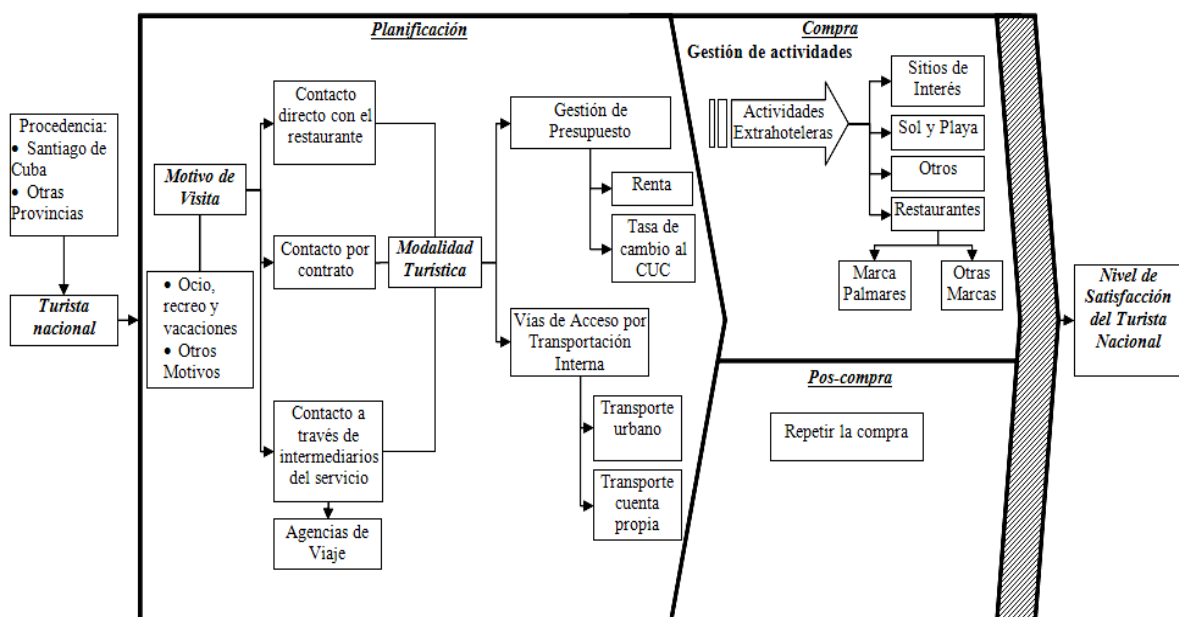 Procedencia:
• Santiago de
Cuba
• Otras
Provincias
Turista
nacional
Planificación
Motivo de
Visita
• Ocio,
recreo y
vacaciones
• Otros
Motivos
Contacto
directo con el
restaurante
Contacto por
contrato
Contacto a
través de
intermediarios
del servicio
Agencias de
Viaje
Modalidad
Turística
Gestión de
Presupuesto
Renta
Tasa de
cambio al
CUC
Vías de Acceso por
Transportación
Interna
Transporte
urbano
Transporte
cuenta
propia
Compra
Gestión de actividades
Actividades
Extrahoteleras
Sitios de
Interés
Sol y Playa
Otros
Restaurantes
Marca
Palmares
Otras
Marcas
Pos-compra
Repetir la compra
Nivel de
Satisfacción
del Turista
Nacional